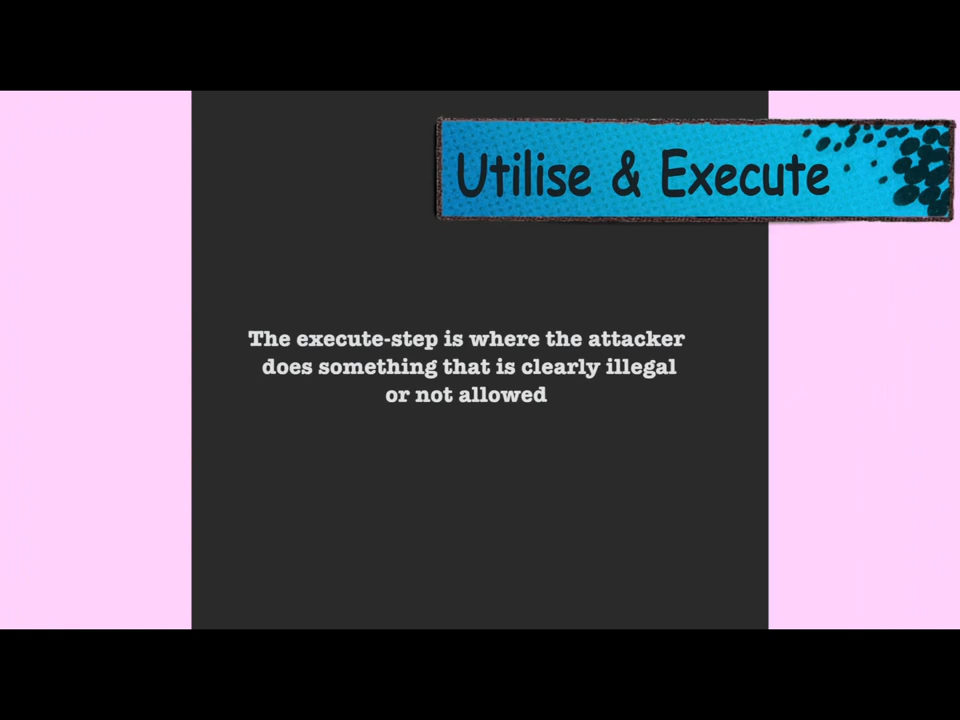 Utilise & Execute
The execute-step is where the attacker
does something that is clearly illegal
or not allowed